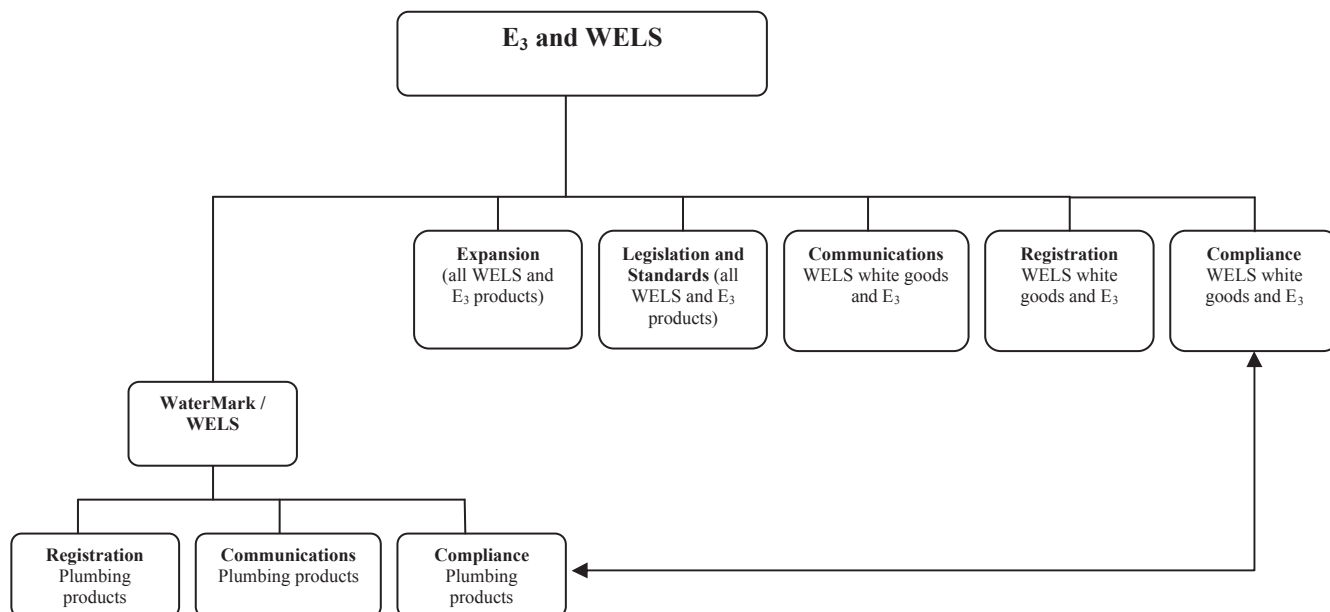 E₃ and WELS
Expansion
(all WELS and
E₃ products)
Legislation and
Standards (all
WELS and E₃
products)
Communications
WELS white goods
and E₃
Registration
WELS white
goods and E₃
Compliance
WELS white
goods and E₃
WaterMark /
WELS
Registration
Plumbing
products
Communications
Plumbing products
Compliance
Plumbing
products